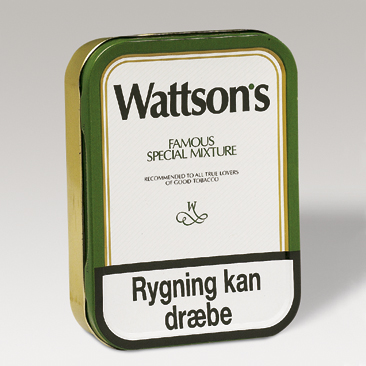 Wattson's
FAMOUS
SPECIAL MIXTURE
RECOMMENDED TO ALL TRUE LOVERS
OF GOOD TOBACCO
W
Rygning kan
dræbe